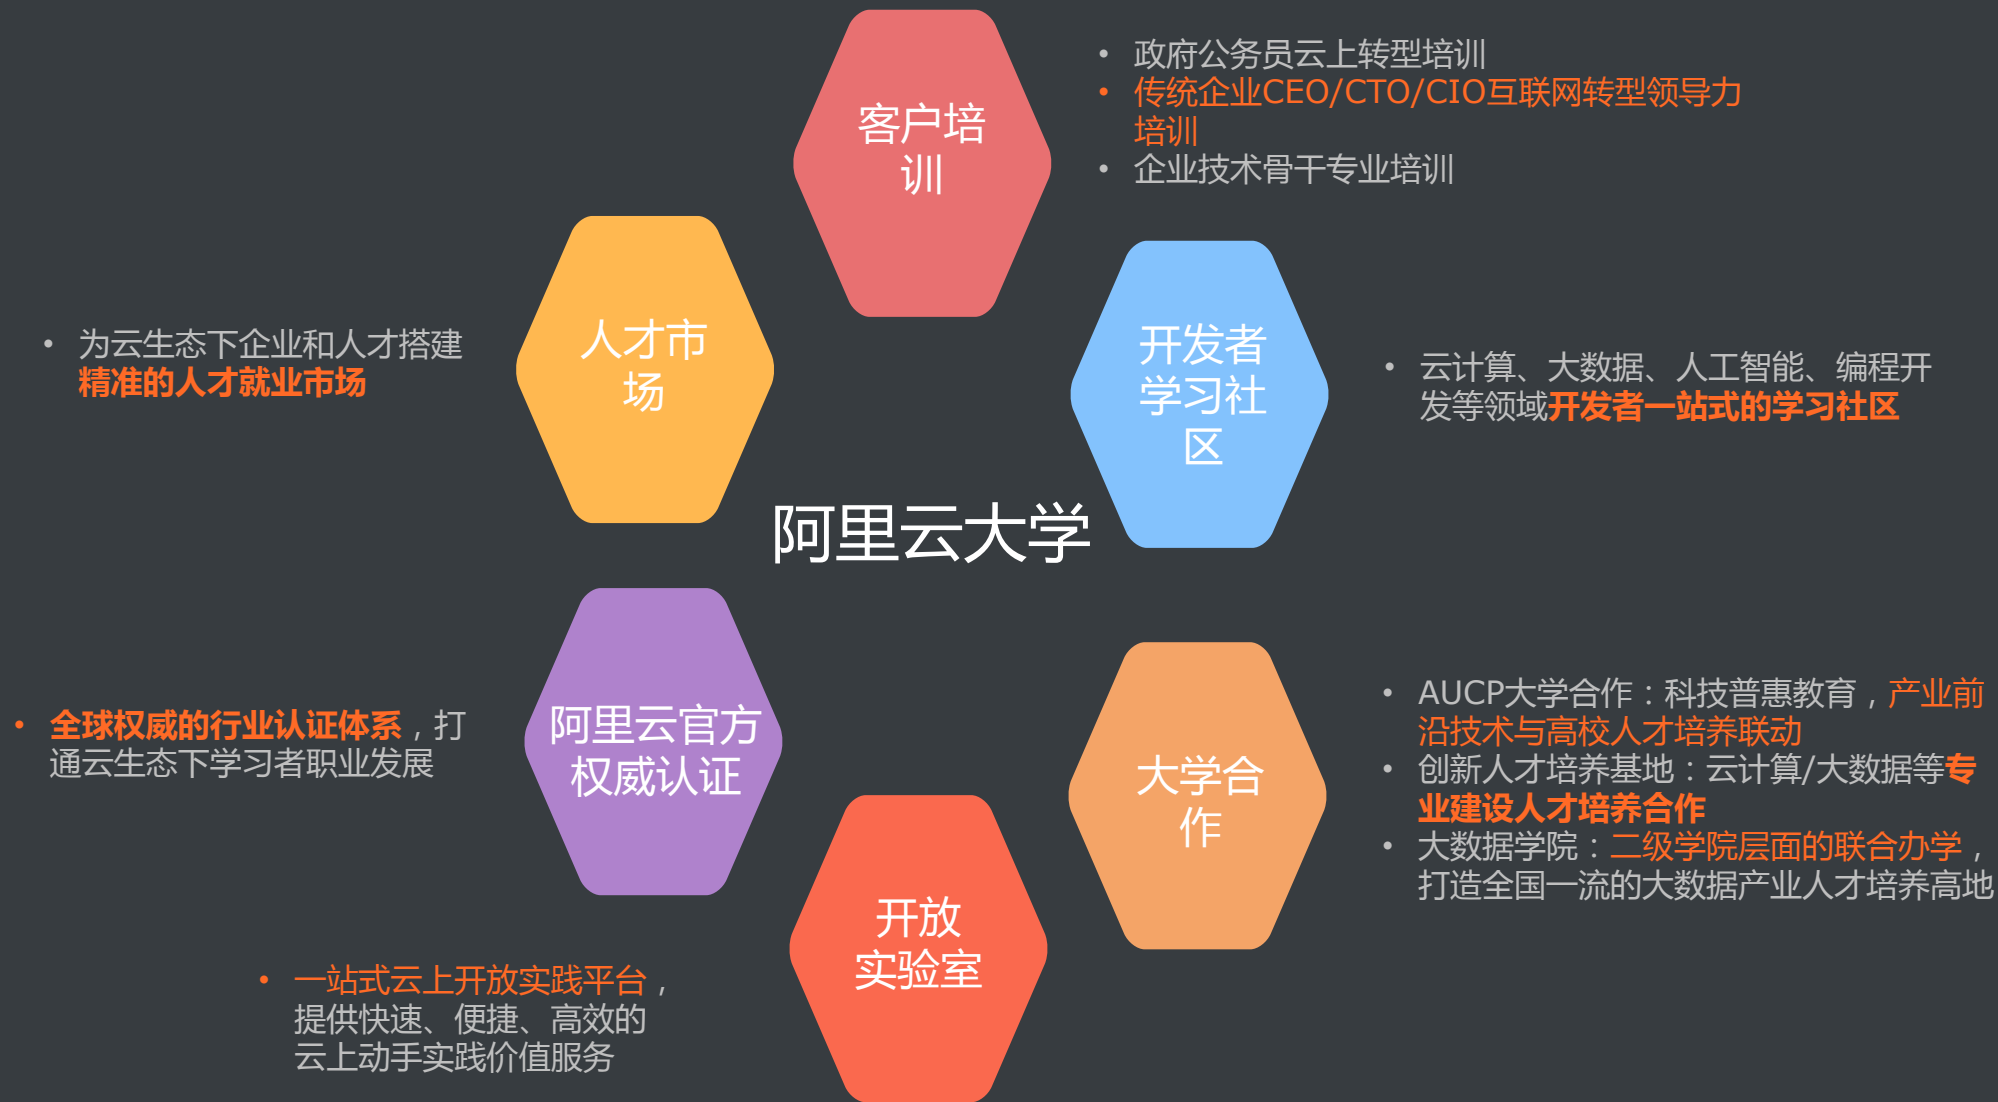 客户培
训
• 政府公务员云上转型培训
• 传统企业CEO/CTO/CIO互联网转型领导力
培训
• 企业技术骨干专业培训
人才市
场
• 为云生态下企业和人才搭建
精准的人才就业市场
开发者
学习社
区
• 云计算、大数据、人工智能、编程开
发等领域开发者一站式的学习社区
阿里云大学
阿里云官方
权威认证
• 全球权威的行业认证体系，打
通云生态下学习者职业发展
大学合
作
• AUCP大学合作：科技普惠教育，产业前
沿技术与高校人才培养联动
• 创新人才培养基地：云计算/大数据等专
业建设人才培养合作
• 大数据学院：二级学院层面的联合办学，
打造全国一流的大数据产业人才培养高地
开放
实验室
• 一站式云上开放实践平台，
提供快速、便捷、高效的
云上动手实践价值服务